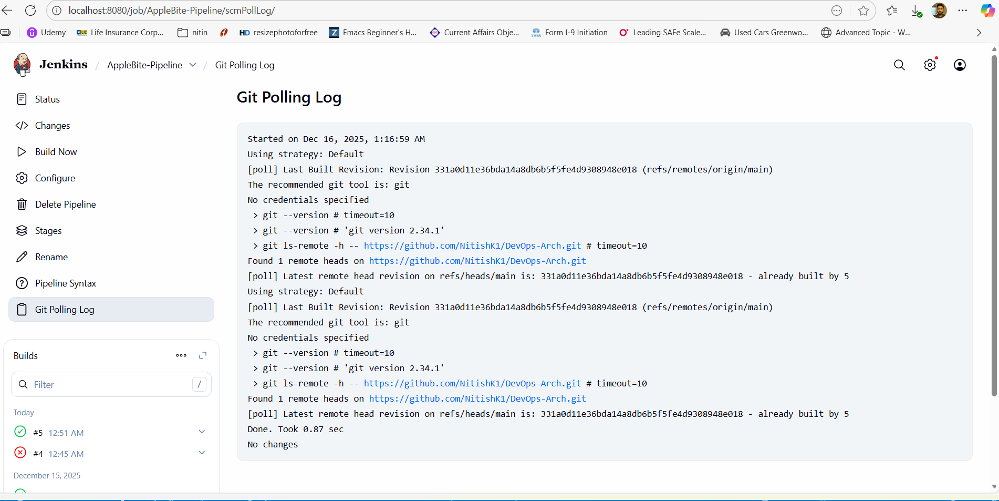 localhost:8080/job/AppleBite-Pipeline/scmPollLog/
Udemy
LIC
Life Insurance Corp...
nitin
HD
resizephotoforfree
Z
Emacs Beginner's H...
Current Affairs Obje...
TATA
Form I-9 Initiation
Leading SAFe Scale...
Used Cars Greenwo...
Advanced Topic - W...
Jenkins / AppleBite-Pipeline / Git Polling Log
Status
Changes
Build Now
Configure
Delete Pipeline
Stages
Rename
Pipeline Syntax
Git Polling Log
Builds
Filter /
Today
#5 12:51 AM
#4 12:45 AM
December 15, 2025
Git Polling Log
Started on Dec 16, 2025, 1:16:59 AM
Using strategy: Default
[poll] Last Built Revision: Revision 331a0d11e36bda14a8db6b5f5fe4d9308948e018 (refs/remotes/origin/main)
The recommended git tool is: git
No credentials specified
> git --version # timeout=10
> git --version # 'git version 2.34.1'
> git ls-remote -h -- https://github.com/NitishK1/DevOps-Arch.git # timeout=10
Found 1 remote heads on https://github.com/NitishK1/DevOps-Arch.git
[poll] Latest remote head revision on refs/heads/main is: 331a0d11e36bda14a8db6b5f5fe4d9308948e018 - already built by 5
Using strategy: Default
[poll] Last Built Revision: Revision 331a0d11e36bda14a8db6b5f5fe4d9308948e018 (refs/remotes/origin/main)
The recommended git tool is: git
No credentials specified
> git --version # timeout=10
> git --version # 'git version 2.34.1'
> git ls-remote -h -- https://github.com/NitishK1/DevOps-Arch.git # timeout=10
Found 1 remote heads on https://github.com/NitishK1/DevOps-Arch.git
[poll] Latest remote head revision on refs/heads/main is: 331a0d11e36bda14a8db6b5f5fe4d9308948e018 - already built by 5
Done. Took 0.87 sec
No changes